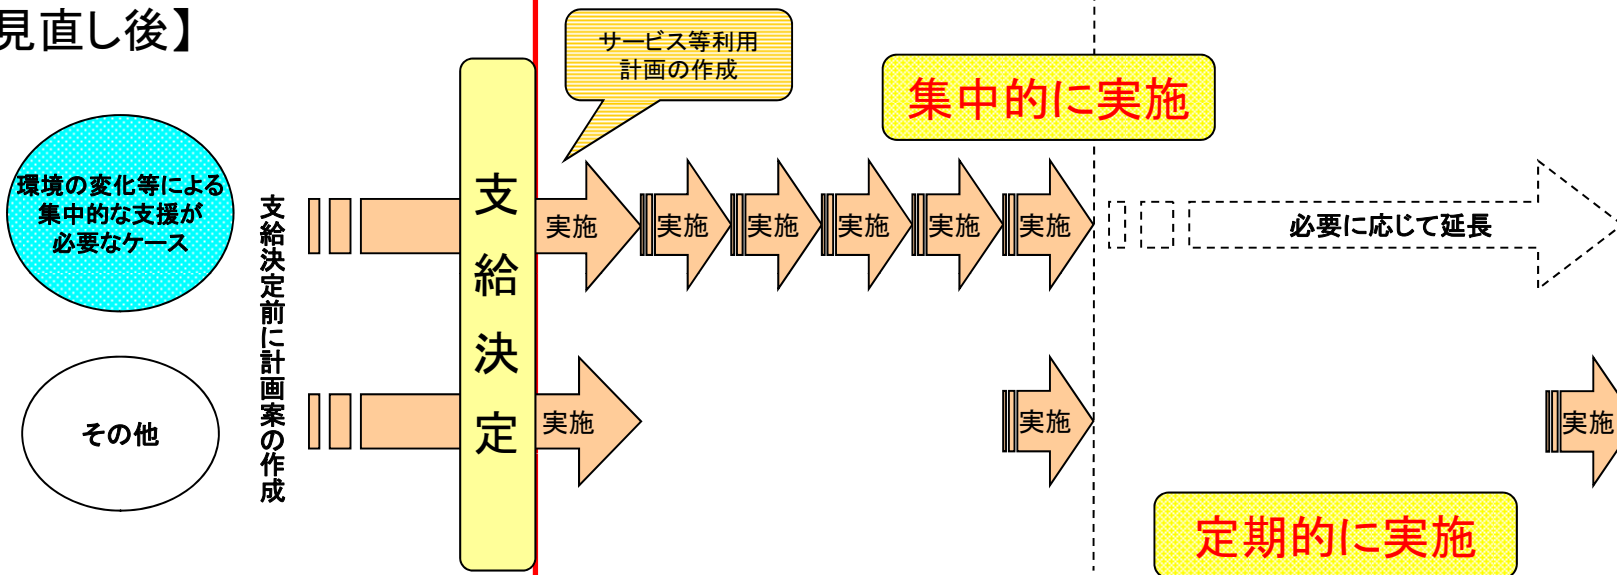 見直し後】
サービス等利用
計画の作成
集中的に実施
環境の変化等による
集中的な支援が
必要なケース
支給決定前に計画案の作成
支給決定
実施
実施
実施
実施
実施
実施
必要に応じて延長
その他
実施
実施
実施
定期的に実施